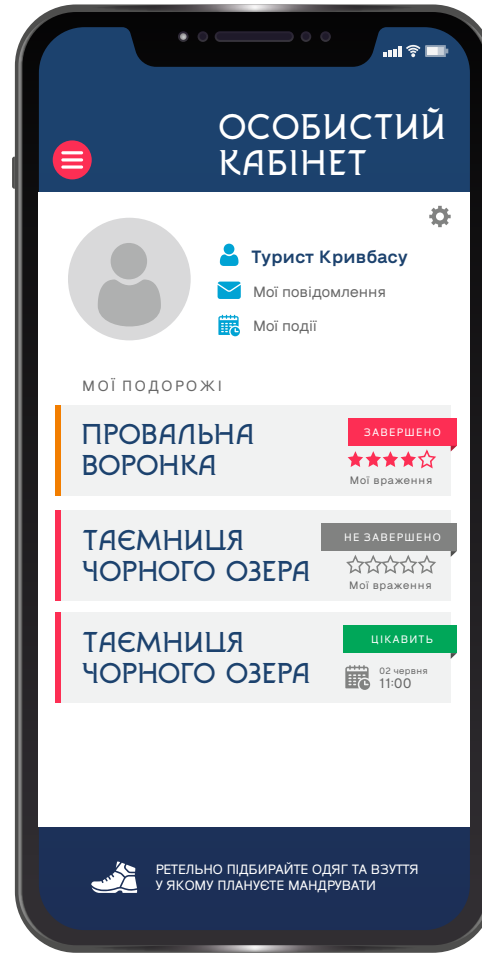 ОСОБИСТИЙ
КАБІНЕТ
Турист Кривбасу
Мої повідомлення
Мої події
МОЇ ПОДОРОЖІ
ПРОВАЛЬНА
ВОРОНКА
ЗАВЕРШЕНО
Мої враження
ТАЄМНИЦЯ
ЧОРНОГО ОЗЕРА
НЕ ЗАВЕРШЕНО
Мої враження
ТАЄМНИЦЯ
ЧОРНОГО ОЗЕРА
ЦІКАВИТЬ
02 червня
11:00
РЕТЕЛЬНО ПІДБИРАЙТЕ ОДЯГ ТА ВЗУТТЯ
У ЯКОМУ ПЛАНУЄТЕ МАНДРУВАТИ